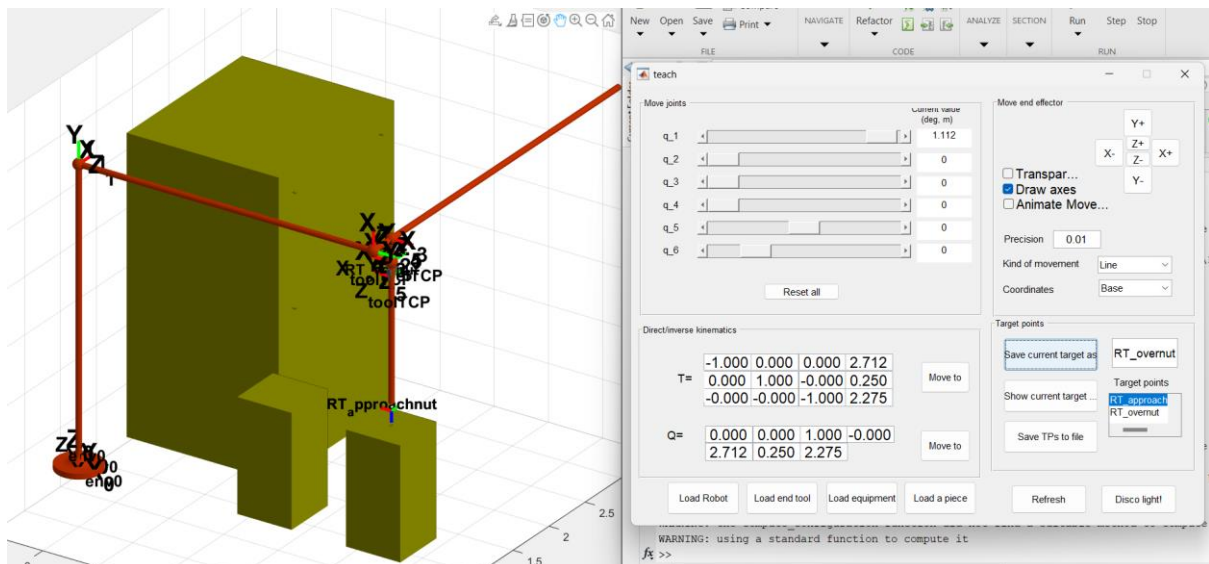 New Open Save Print NAVIGATE Refactor ANALYZE SECTION Run Step Stop
FILE CODE RUN
teach
Move joints
Current value
(deg, m)
q_1 1.112
q_2 0
q_3 0
q_4 0
q_5 0
q_6 0
Reset all
Move end effector
Y+
X- Z+ X+
Z-
Y-
Transpar...
Draw axes
Animate Move...
Precision 0.01
Kind of movement Line
Coordinates Base
Direct/inverse kinematics
T=
-1.000 0.000 0.000 2.712
0.000 1.000 -0.000 0.250
-0.000 -0.000 -1.000 2.275
Move to
Q=
0.000 0.000 1.000 -0.000
2.712 0.250 2.275
Move to
Target points
Save current target as RT_overnut
Show current target ...
Target points
RT_approach
RT_overnut
Save TPs to file
Load Robot Load end tool Load equipment Load a piece Refresh Disco light!
WARNING: using a standard function to compute it
fx >>
Y
X
Z
1
X
toolTCP
RTapproachnut
en00
2.5
2
1.5